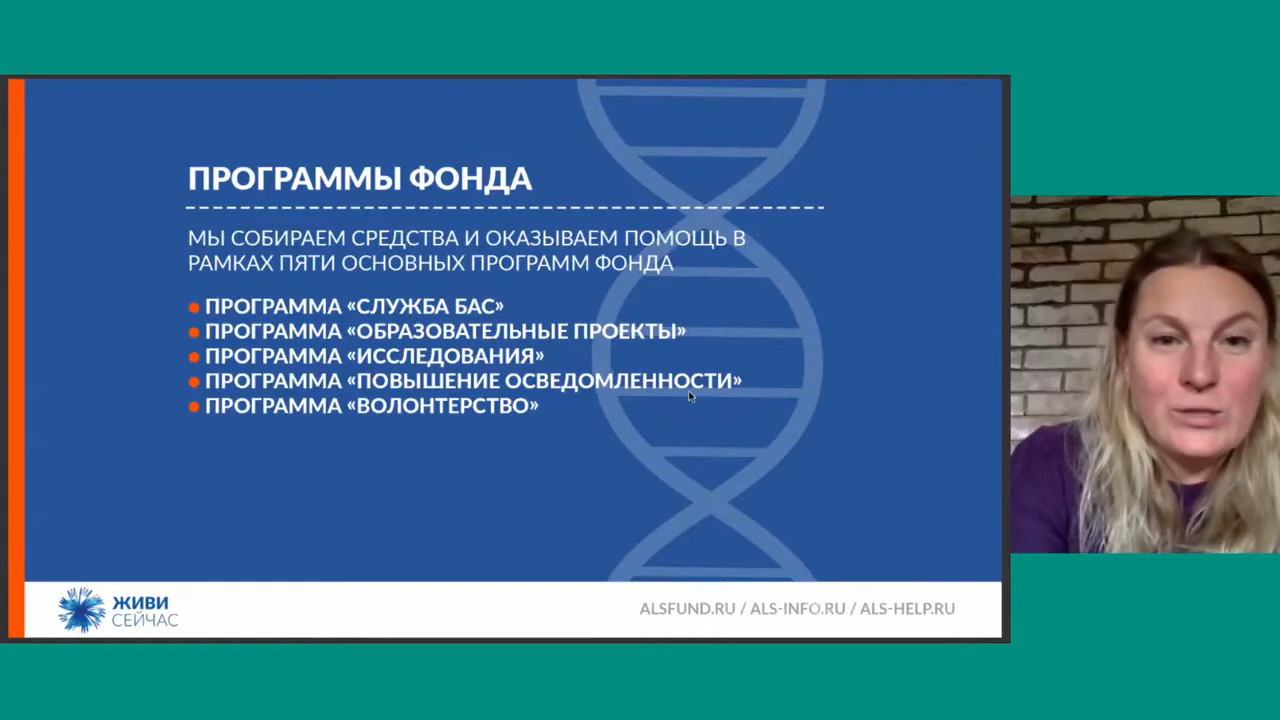 ПРОГРАММЫ ФОНДА
МЫ СОБИРАЕМ СРЕДСТВА И ОКАЗЫВАЕМ ПОМОЩЬ В
РАМКАХ ПЯТИ ОСНОВНЫХ ПРОГРАММ ФОНДА
ПРОГРАММА «СЛУЖБА БАС»
ПРОГРАММА «ОБРАЗОВАТЕЛЬНЫЕ ПРОЕКТЫ»
ПРОГРАММА «ИССЛЕДОВАНИЯ»
ПРОГРАММА «ПОВЫШЕНИЕ ОСВЕДОМЛЕННОСТИ»
ПРОГРАММА «ВОЛОНТЕРСТВО»
ЖИВИ
СЕЙЧАС
ALSFUND.RU / ALS-INFO.RU / ALS-HELP.RU